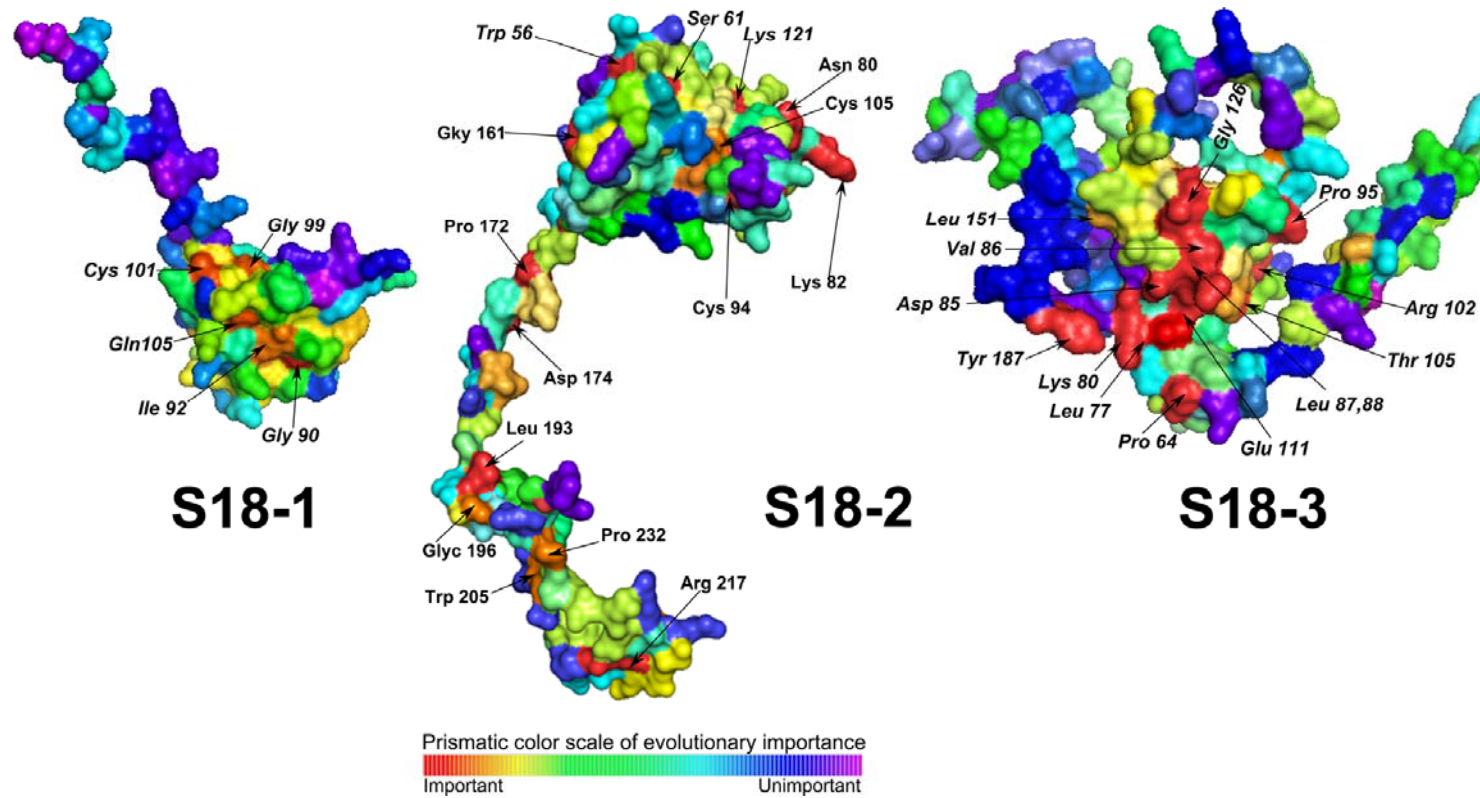 Gly 99
Cys 101
Gln105
Ile 92
Gly 90
S18-1
Trp 56
Ser 61
Lys 121
Asn 80
Cys 105
Gky 161
Pro 172
Lys 82
Cys 94
Asp 174
Leu 193
Glyc 196
Pro 232
Trp 205
Arg 217
S18-2
Gly 126
Pro 95
Leu 151
Val 86
Asp 85
Arg 102
Tyr 187
Thr 105
Lys 80
Leu 77
Leu 87,88
Pro 64
Glu 111
S18-3
Prismatic color scale of evolutionary importance
Important Unimportant